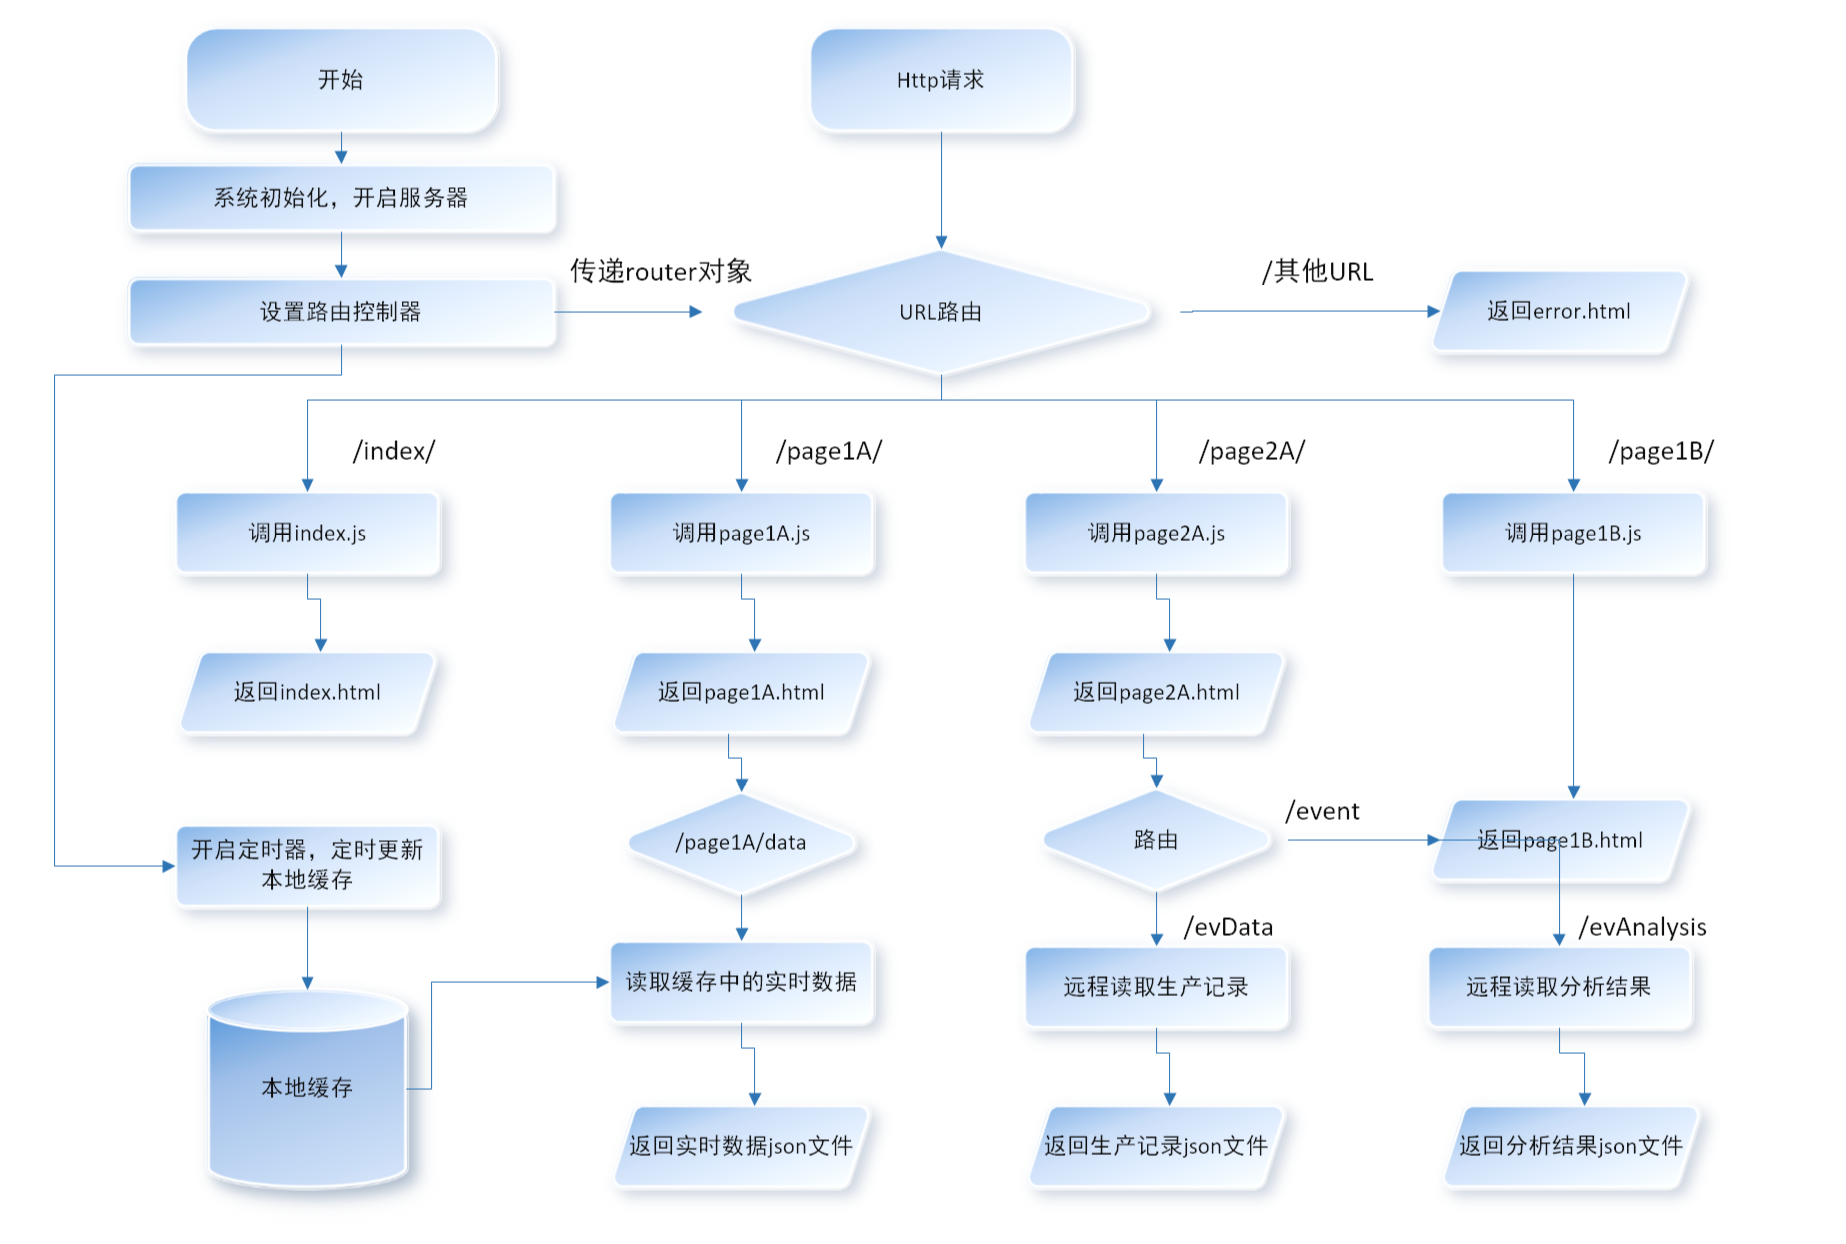 开始
Http请求
系统初始化，开启服务器
传递router对象
/其他URL
设置路由控制器
URL路由
返回error.html
/index/
/page1A/
/page2A/
/page1B/
调用index.js
调用page1A.js
调用page2A.js
调用page1B.js
返回index.html
返回page1A.html
返回page2A.html
/event
开启定时器，定时更新
本地缓存
/page1A/data
路由
返回page1B.html
/evData
/evAnalysis
读取缓存中的实时数据
远程读取生产记录
远程读取分析结果
本地缓存
返回实时数据json文件
返回生产记录json文件
返回分析结果json文件